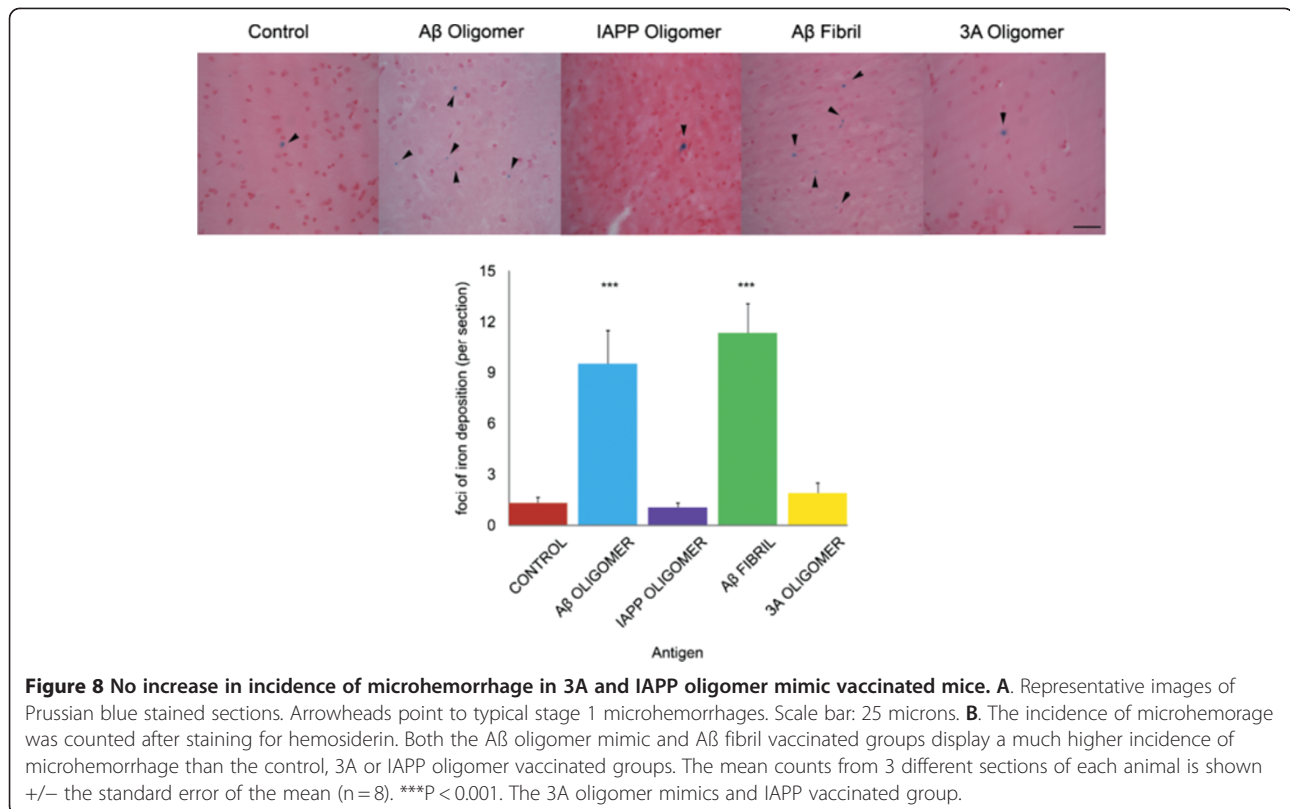 Control Aβ Oligomer IAPP Oligomer Aβ Fibril 3A Oligomer
foci of iron deposition (per section)
15
12
9
6
3
0
*** ***
CONTROL
Aβ OLIGOMER
IAPP OLIGOMER
Aβ FIBRIL
3A OLIGOMER
Antigen
Figure 8 No increase in incidence of microhemorrhage in 3A and IAPP oligomer mimic vaccinated mice. A. Representative images of
Prussian blue stained sections. Arrowheads point to typical stage 1 microhemorrhages. Scale bar: 25 microns. B. The incidence of microhemorage
was counted after staining for hemosiderin. Both the Aß oligomer mimic and Aß fibril vaccinated groups display a much higher incidence of
microhemorrhage than the control, 3A or IAPP oligomer vaccinated groups. The mean counts from 3 different sections of each animal is shown
+/− the standard error of the mean (n = 8). ***P < 0.001. The 3A oligomer mimics and IAPP vaccinated group.